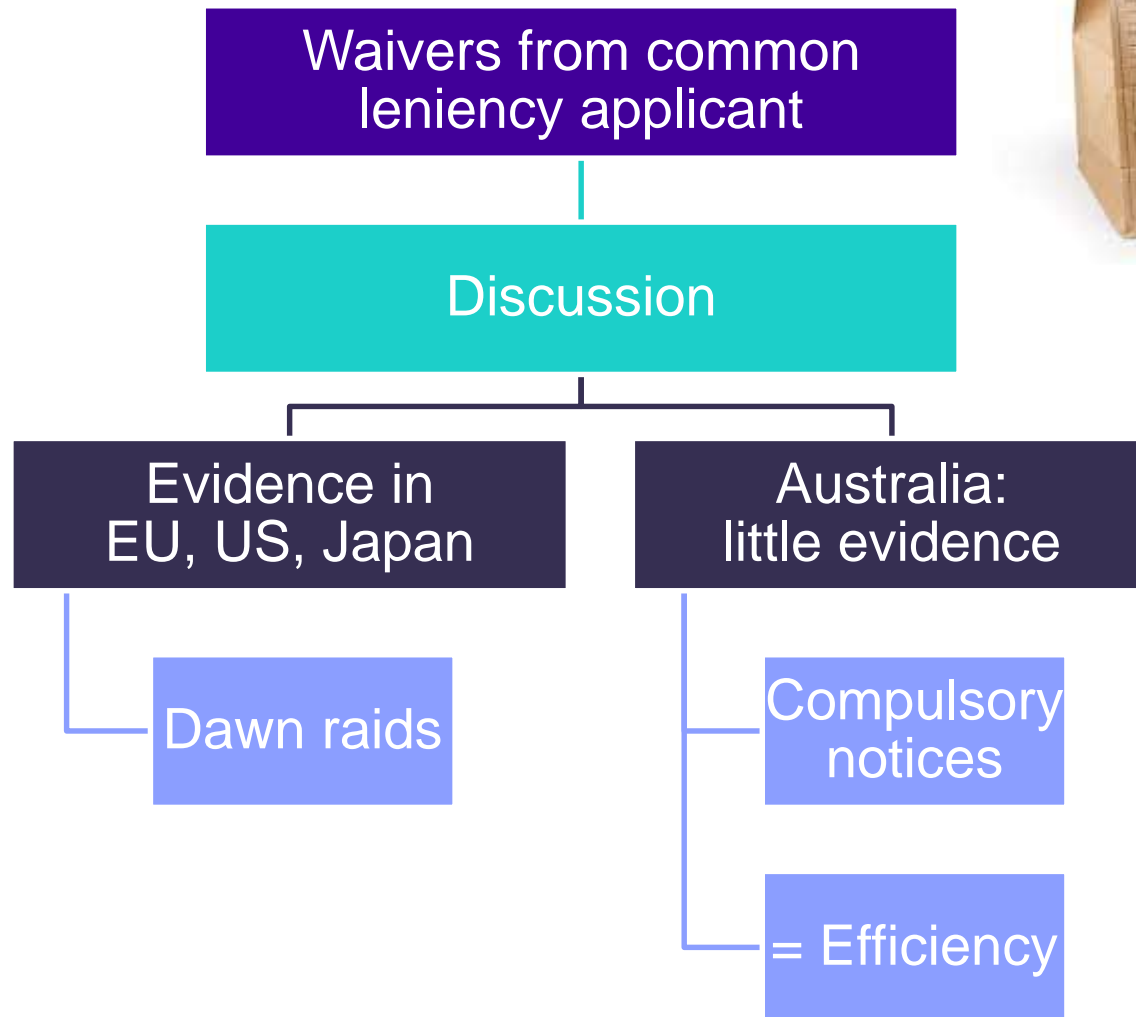 Waivers from common
leniency applicant
Discussion
Evidence in
EU, US, Japan
Australia:
little evidence
Dawn raids
Compulsory
notices
= Efficiency